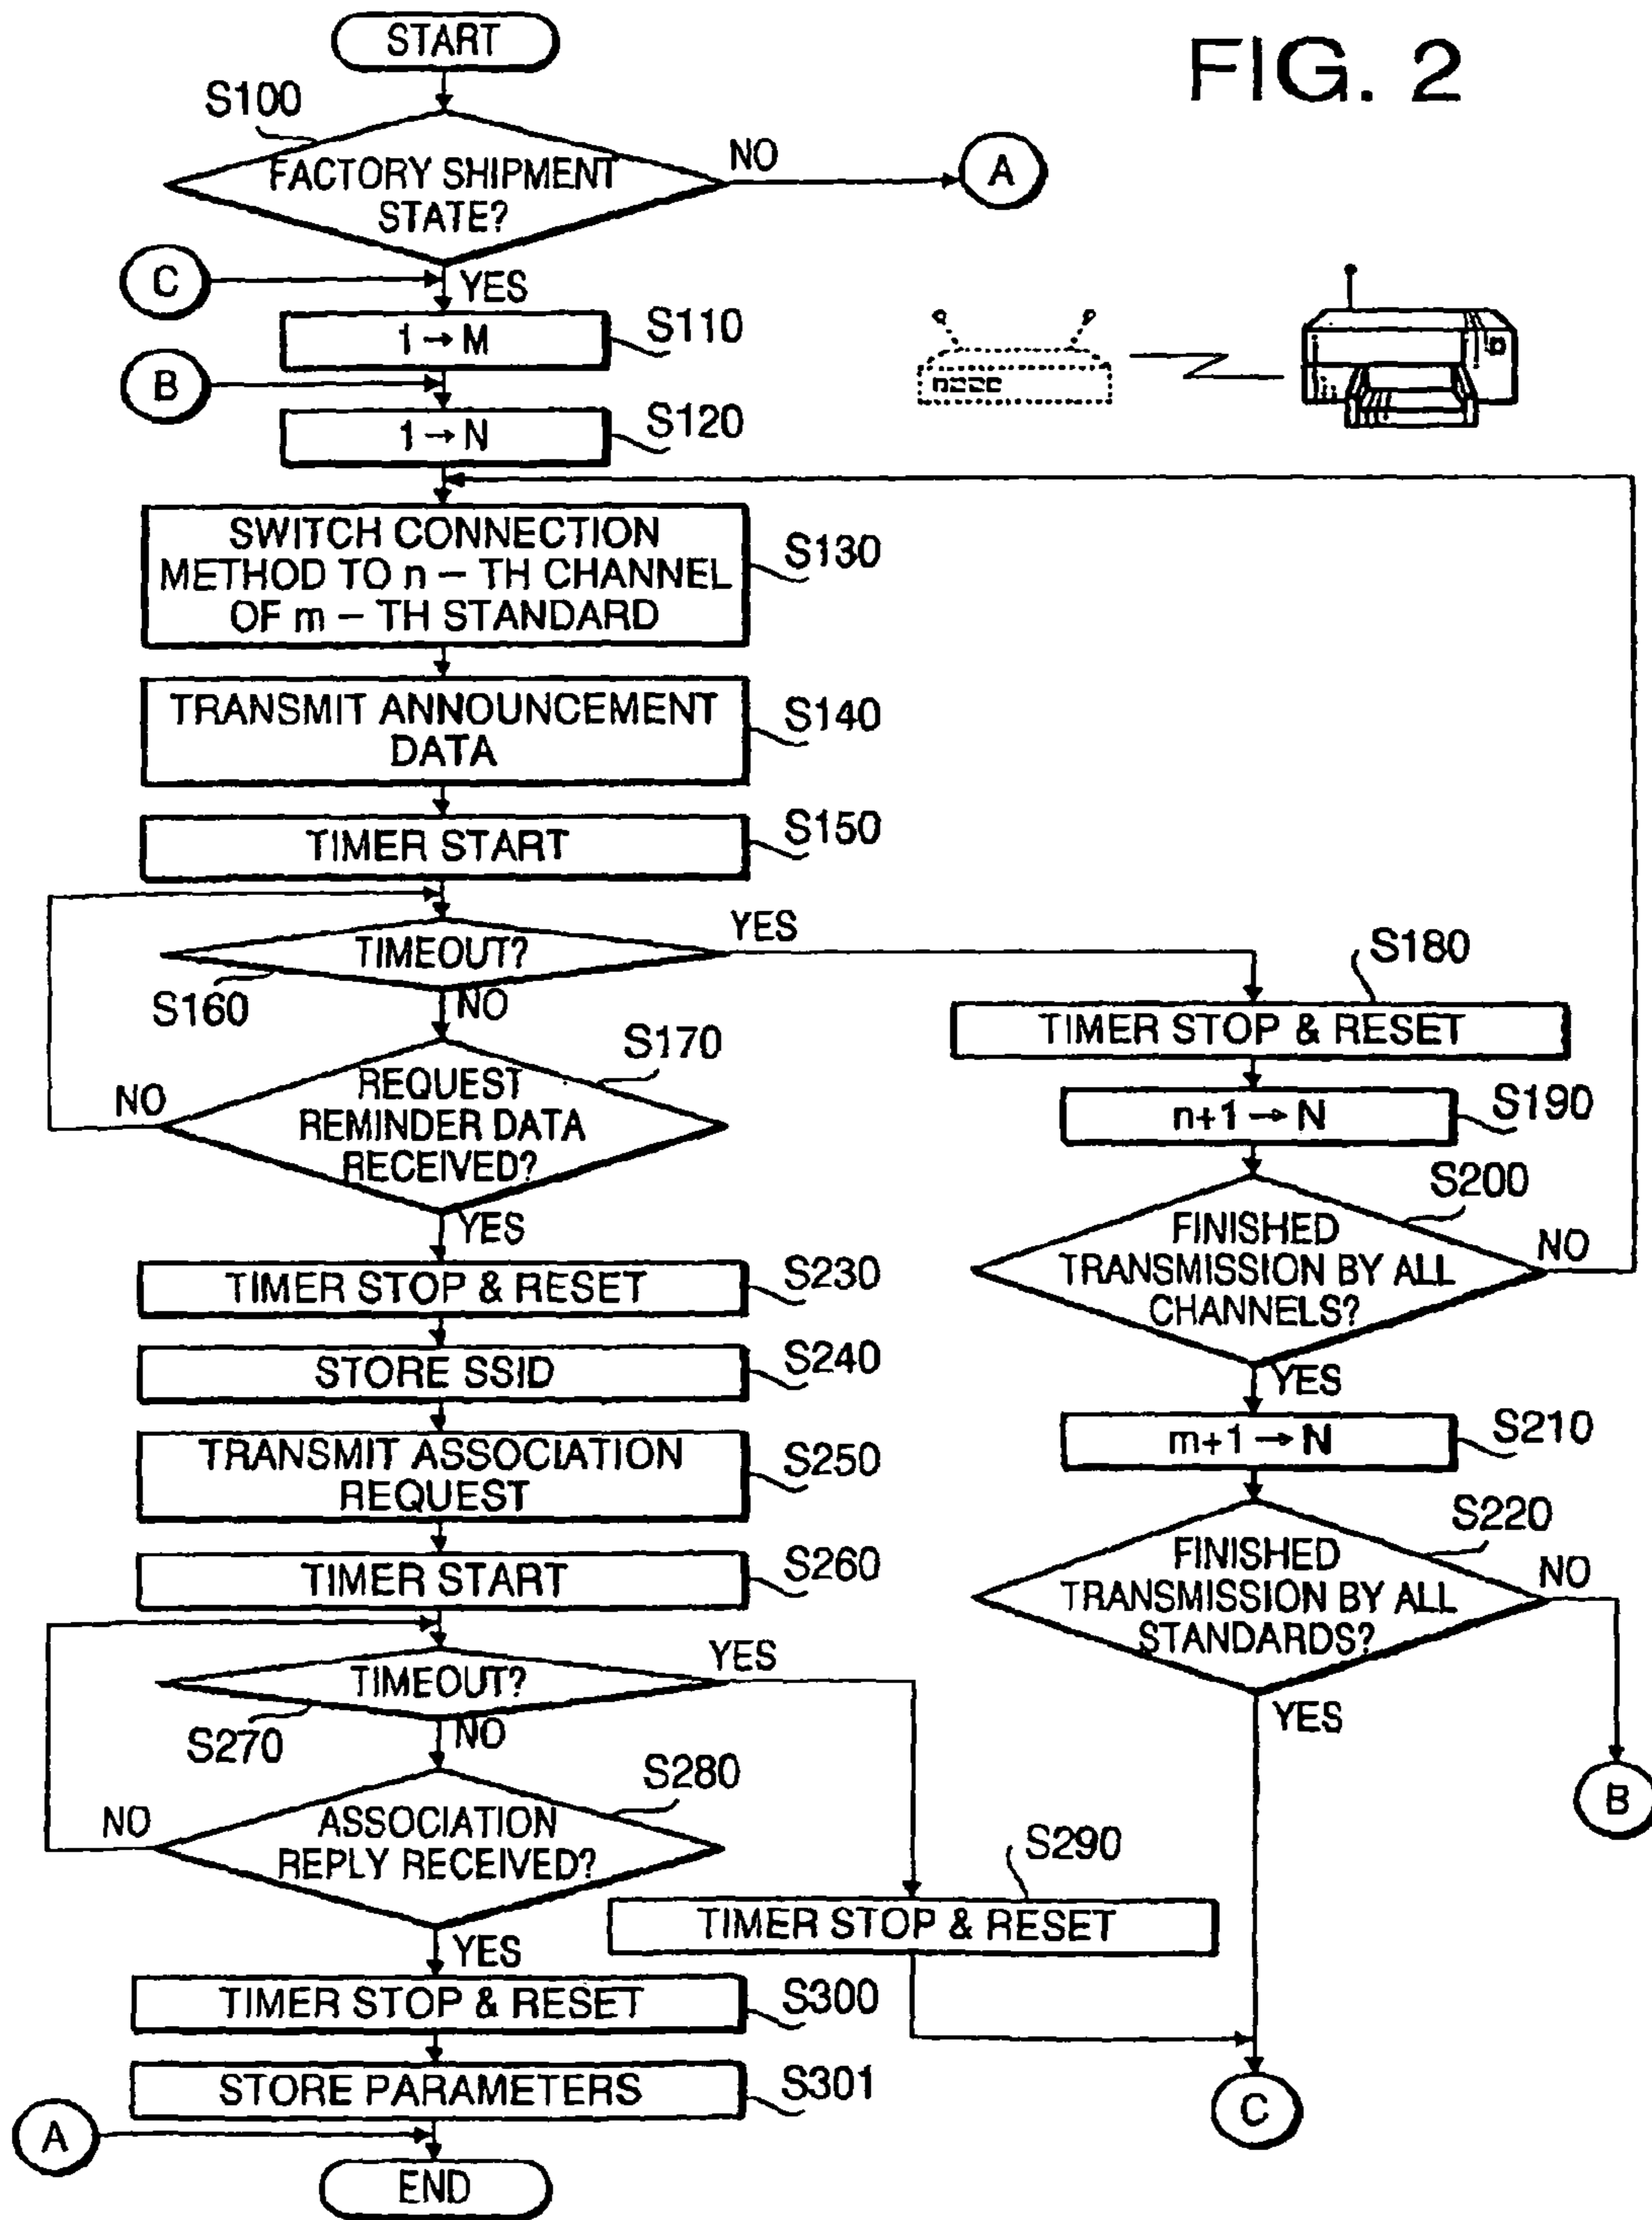 FIG. 2
START
S100
FACTORY SHIPMENT
STATE?
NO
A
C
YES
1→M
S110
B
1→N
S120
SWITCH CONNECTION
METHOD TO n – TH CHANNEL
OF m – TH STANDARD
S130
TRANSMIT ANNOUNCEMENT
DATA
S140
TIMER START
S150
TIMEOUT?
YES
S160
NO
S170
REQUEST
REMINDER DATA
RECEIVED?
NO
YES
S180
TIMER STOP & RESET
n+1→N
S190
S200
FINISHED
TRANSMISSION BY ALL
CHANNELS?
NO
YES
m+1→N
S210
S220
FINISHED
TRANSMISSION BY ALL
STANDARDS?
NO
YES
B
TIMER STOP & RESET
S230
STORE SSID
S240
TRANSMIT ASSOCIATION
REQUEST
S250
TIMER START
S260
TIMEOUT?
YES
S270
NO
S280
ASSOCIATION
REPLY RECEIVED?
NO
YES
S290
TIMER STOP & RESET
TIMER STOP & RESET
S300
STORE PARAMETERS
S301
C
A
END